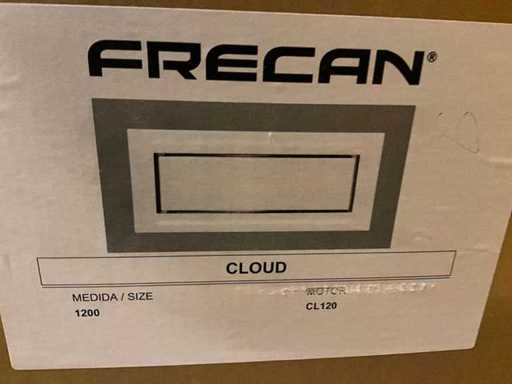 FRECAN®
CLOUD
MEDIDA / SIZE MOTOR
1200 CL120